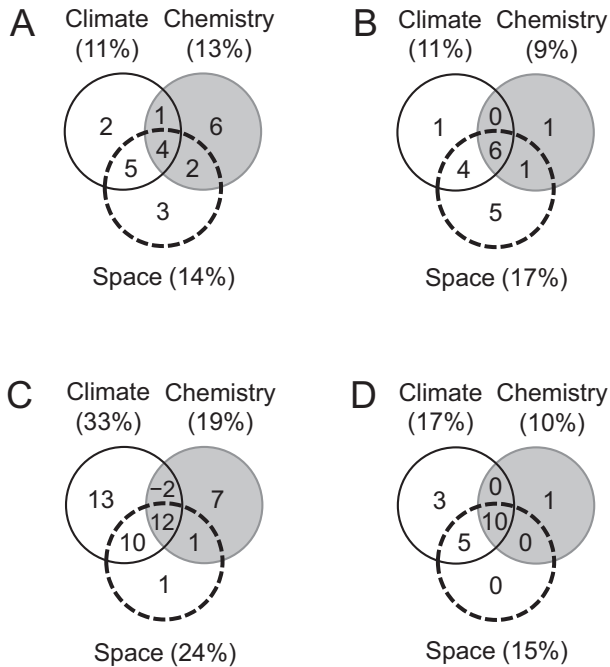 A
Climate
(11%)
Chemistry
(13%)
2
1
6
4
5
2
3
Space (14%)
B
Climate
(11%)
Chemistry
(9%)
1
0
1
6
4
1
5
Space (17%)
C
Climate
(33%)
Chemistry
(19%)
13
−2
7
12
10
1
1
Space (24%)
D
Climate
(17%)
Chemistry
(10%)
3
0
1
10
5
0
0
Space (15%)